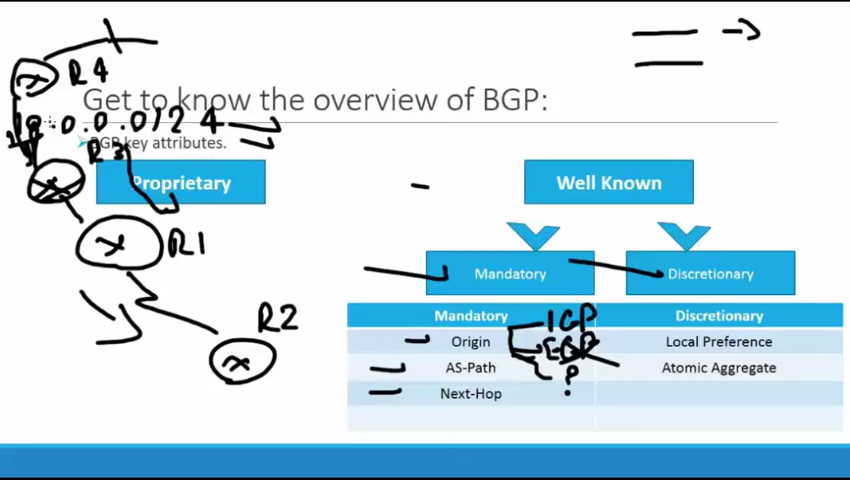 R4
Get to know the overview of BGP:
10.0.0.0/24
BGP key attributes.
R3
Proprietary
Well Known
R1
Mandatory
Discretionary
Mandatory
Discretionary
IGP
R2
Origin
EGP
Local Preference
AS-Path
?
Atomic Aggregate
Next-Hop